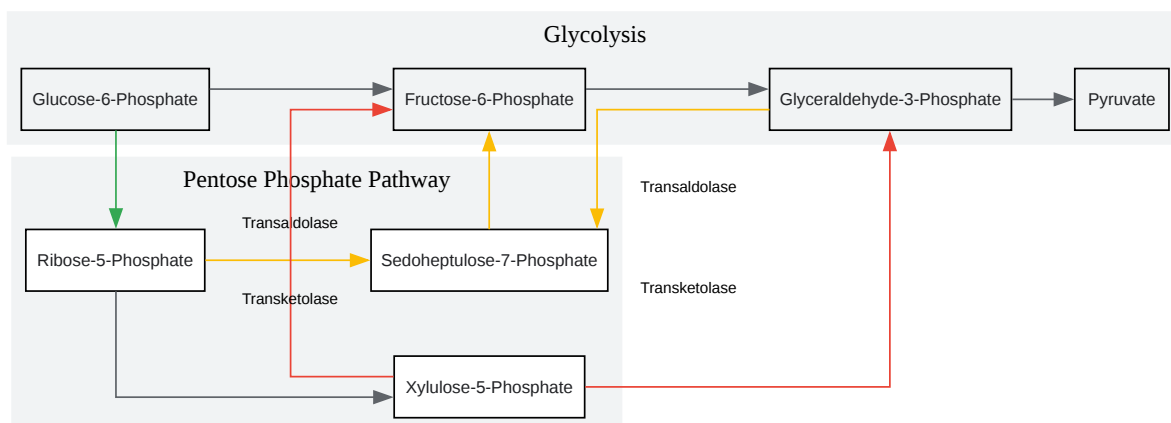 Glycolysis
Glucose-6-Phosphate
Fructose-6-Phosphate
Glyceraldehyde-3-Phosphate
Pyruvate
Pentose Phosphate Pathway
Transaldolase
Transaldolase
Ribose-5-Phosphate
Sedoheptulose-7-Phosphate
Transketolase
Transketolase
Xylulose-5-Phosphate